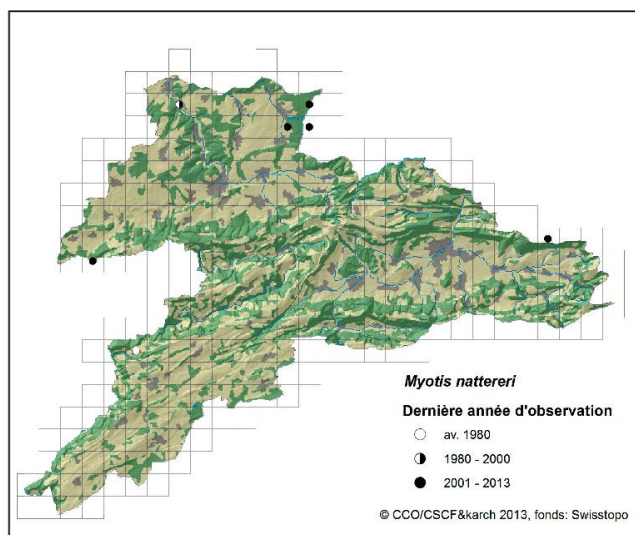 Myotis nattereri
Dernière année d'observation
av. 1980
1980 - 2000
2001 - 2013
© CCO/CSCF&karch 2013, fonds: Swisstopo